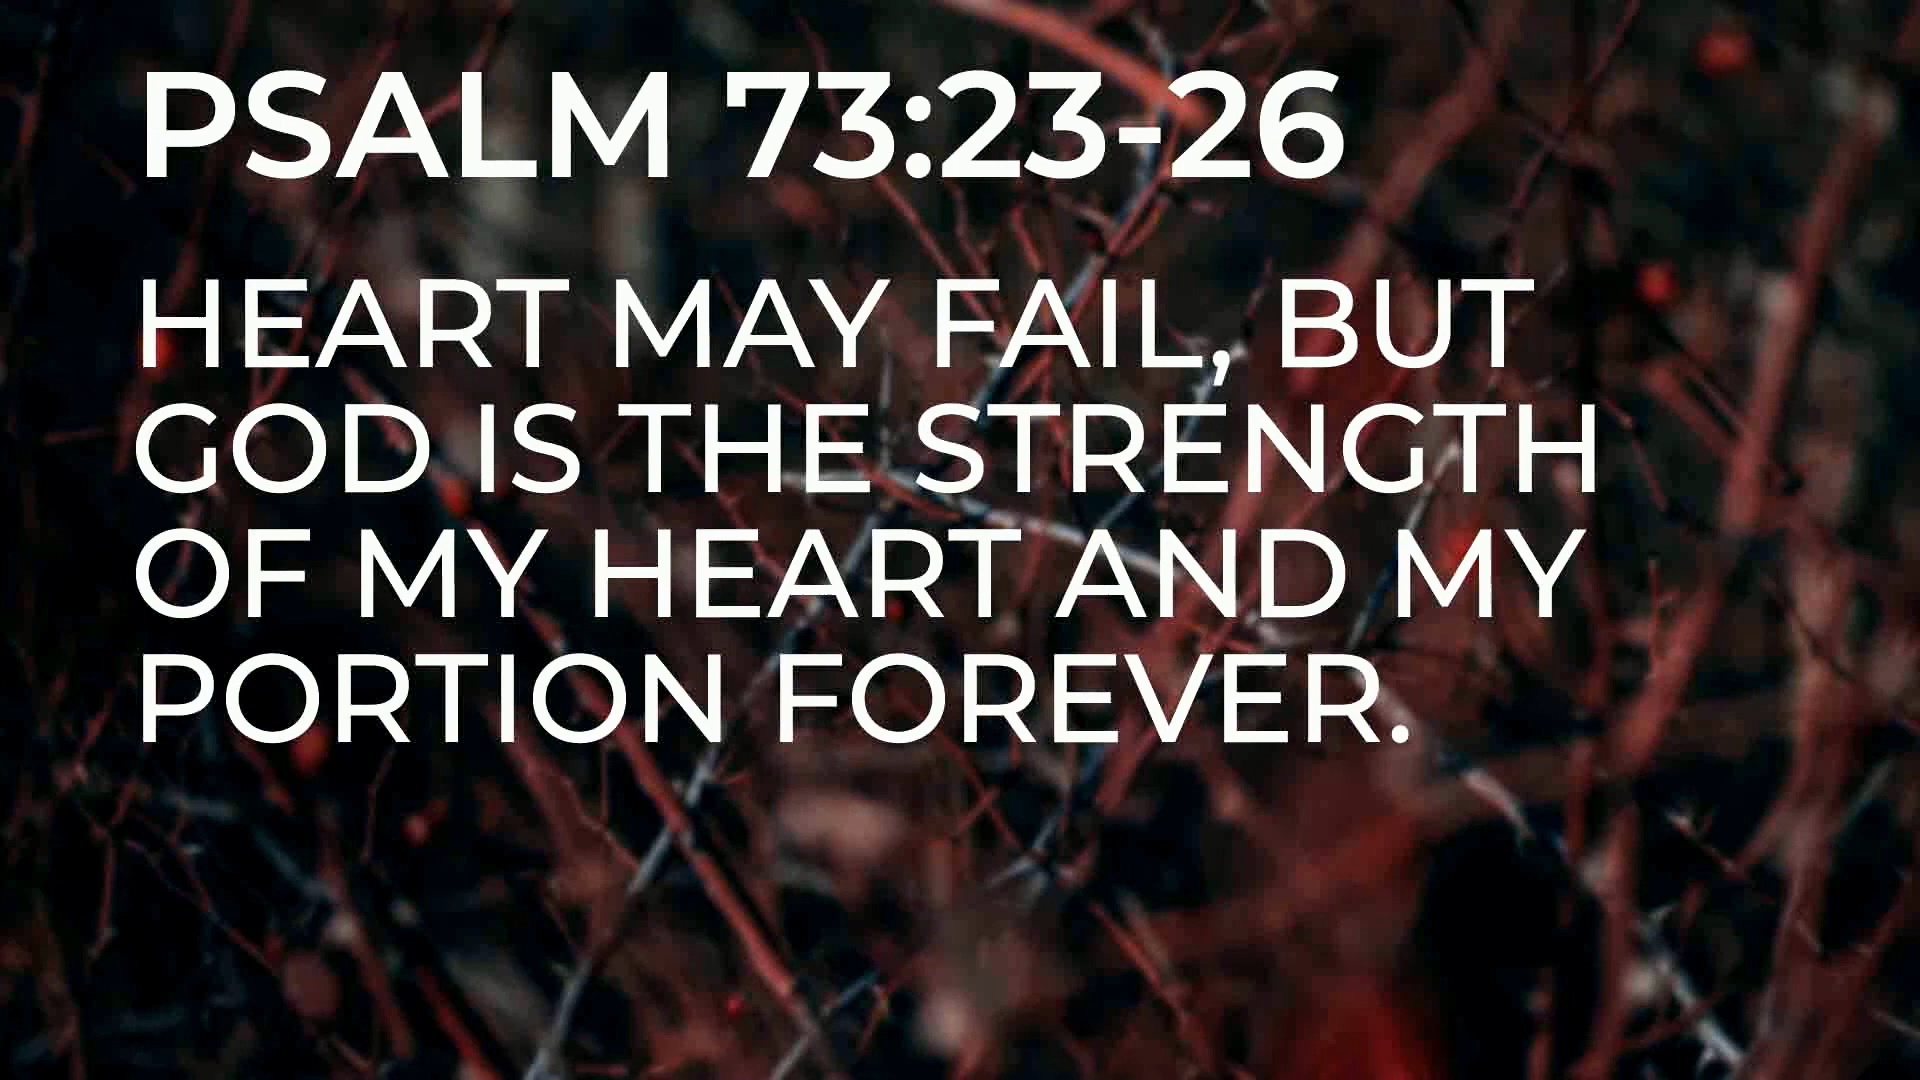 PSALM 73:23-26
HEART MAY FAIL, BUT
GOD IS THE STRENGTH
OF MY HEART AND MY
PORTION FOREVER.